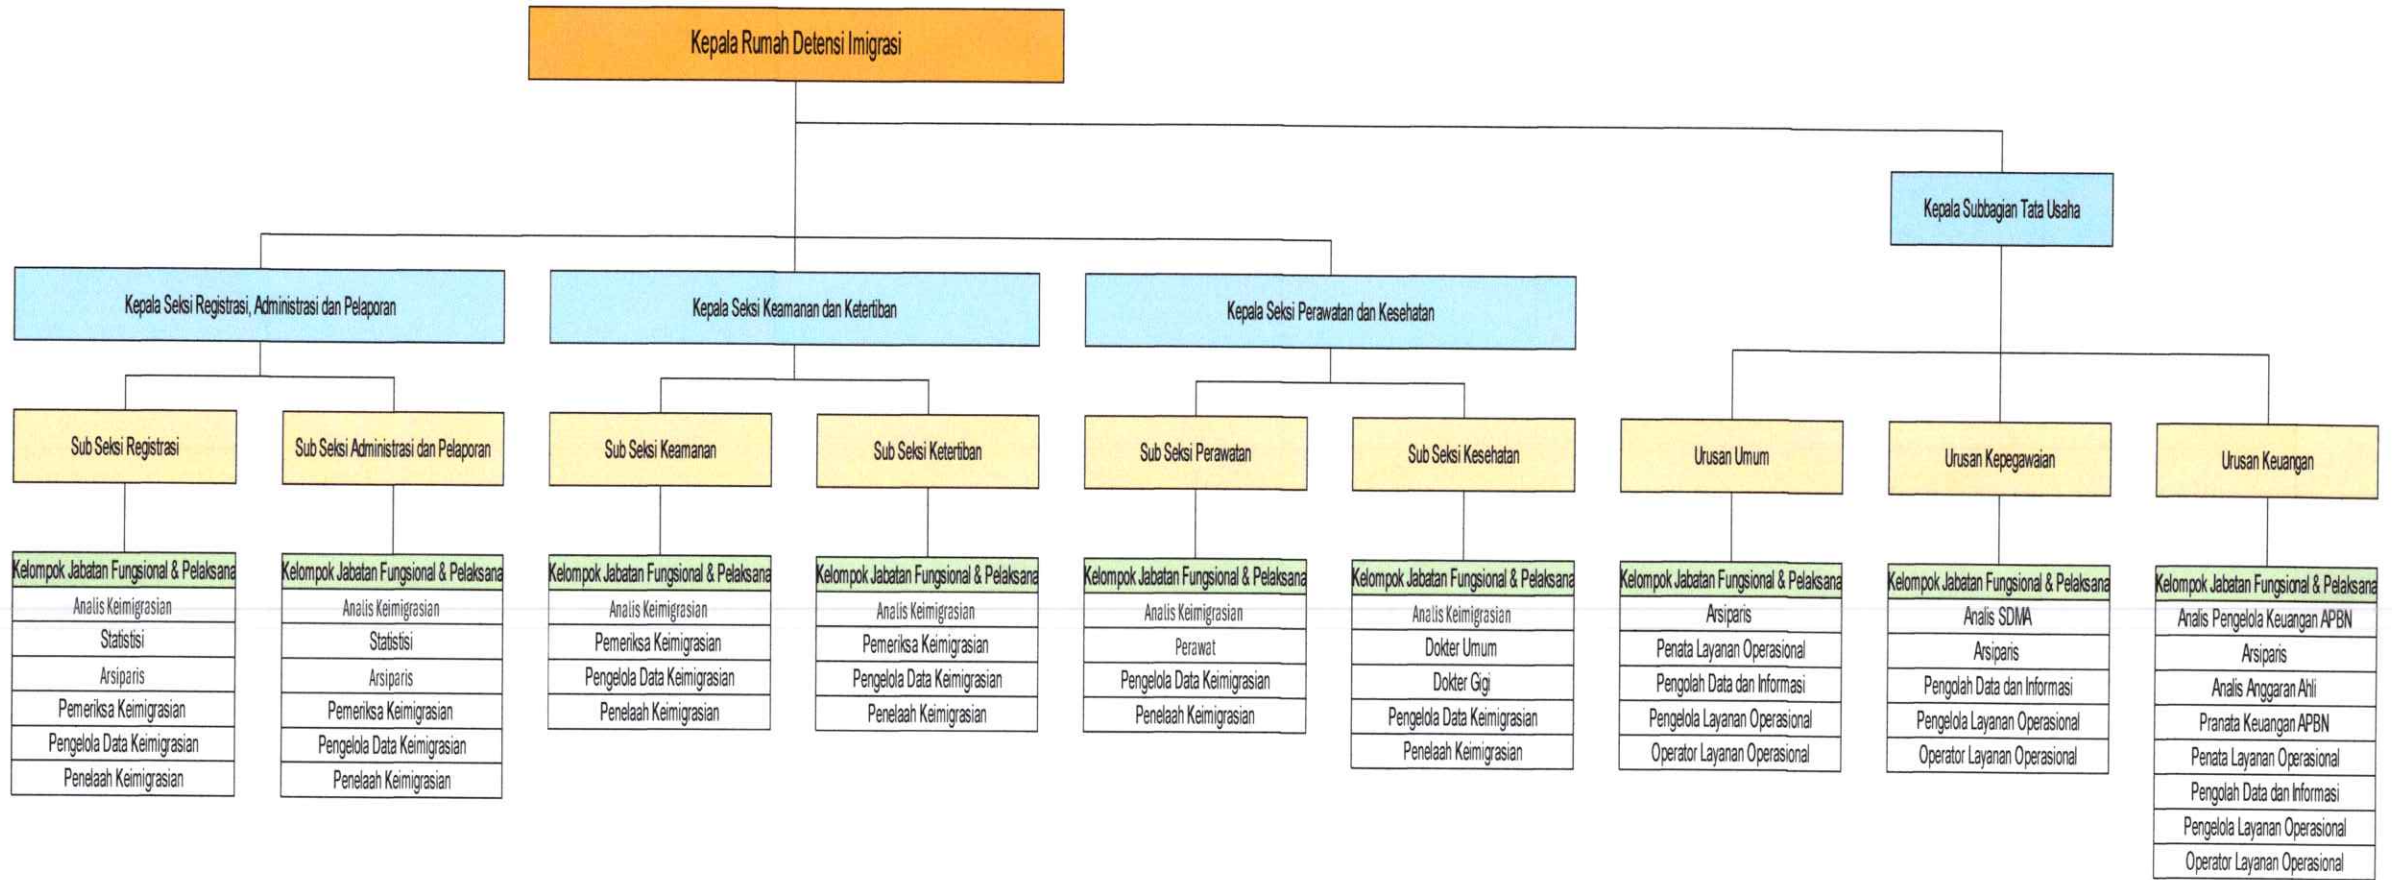 Kepala Rumah Detensi Imigrasi
Kepala Subbagian Tata Usaha
Kepala Seksi Registrasi, Administrasi dan Pelaporan
Kepala Seksi Keamanan dan Ketertiban
Kepala Seksi Perawatan dan Kesehatan
Sub Seksi Registrasi
Sub Seksi Administrasi dan Pelaporan
Sub Seksi Keamanan
Sub Seksi Ketertiban
Sub Seksi Perawatan
Sub Seksi Kesehatan
Urusan Umum
Urusan Kepegawaian
Urusan Keuangan
Kelompok Jabatan Fungsional & Pelaksana
Analis Keimigrasian
Statistisi
Arsiparis
Pemeriksa Keimigrasian
Pengelola Data Keimigrasian
Penelaah Keimigrasian
Kelompok Jabatan Fungsional & Pelaksana
Analis Keimigrasian
Statistisi
Arsiparis
Pemeriksa Keimigrasian
Pengelola Data Keimigrasian
Penelaah Keimigrasian
Kelompok Jabatan Fungsional & Pelaksana
Analis Keimigrasian
Pemeriksa Keimigrasian
Pengelola Data Keimigrasian
Penelaah Keimigrasian
Kelompok Jabatan Fungsional & Pelaksana
Analis Keimigrasian
Pemeriksa Keimigrasian
Pengelola Data Keimigrasian
Penelaah Keimigrasian
Kelompok Jabatan Fungsional & Pelaksana
Analis Keimigrasian
Perawat
Pengelola Data Keimigrasian
Penelaah Keimigrasian
Kelompok Jabatan Fungsional & Pelaksana
Analis Keimigrasian
Dokter Umum
Dokter Gigi
Pengelola Data Keimigrasian
Penelaah Keimigrasian
Kelompok Jabatan Fungsional & Pelaksana
Arsiparis
Penata Layanan Operasional
Pengolah Data dan Informasi
Pengelola Layanan Operasional
Operator Layanan Operasional
Kelompok Jabatan Fungsional & Pelaksana
Analis SDMA
Arsiparis
Pengolah Data dan Informasi
Pengelola Layanan Operasional
Operator Layanan Operasional
Kelompok Jabatan Fungsional & Pelaksana
Analis Pengelola Keuangan APBN
Arsiparis
Analis Anggaran Ahli
Pranata Keuangan APBN
Penata Layanan Operasional
Pengolah Data dan Informasi
Pengelola Layanan Operasional
Operator Layanan Operasional